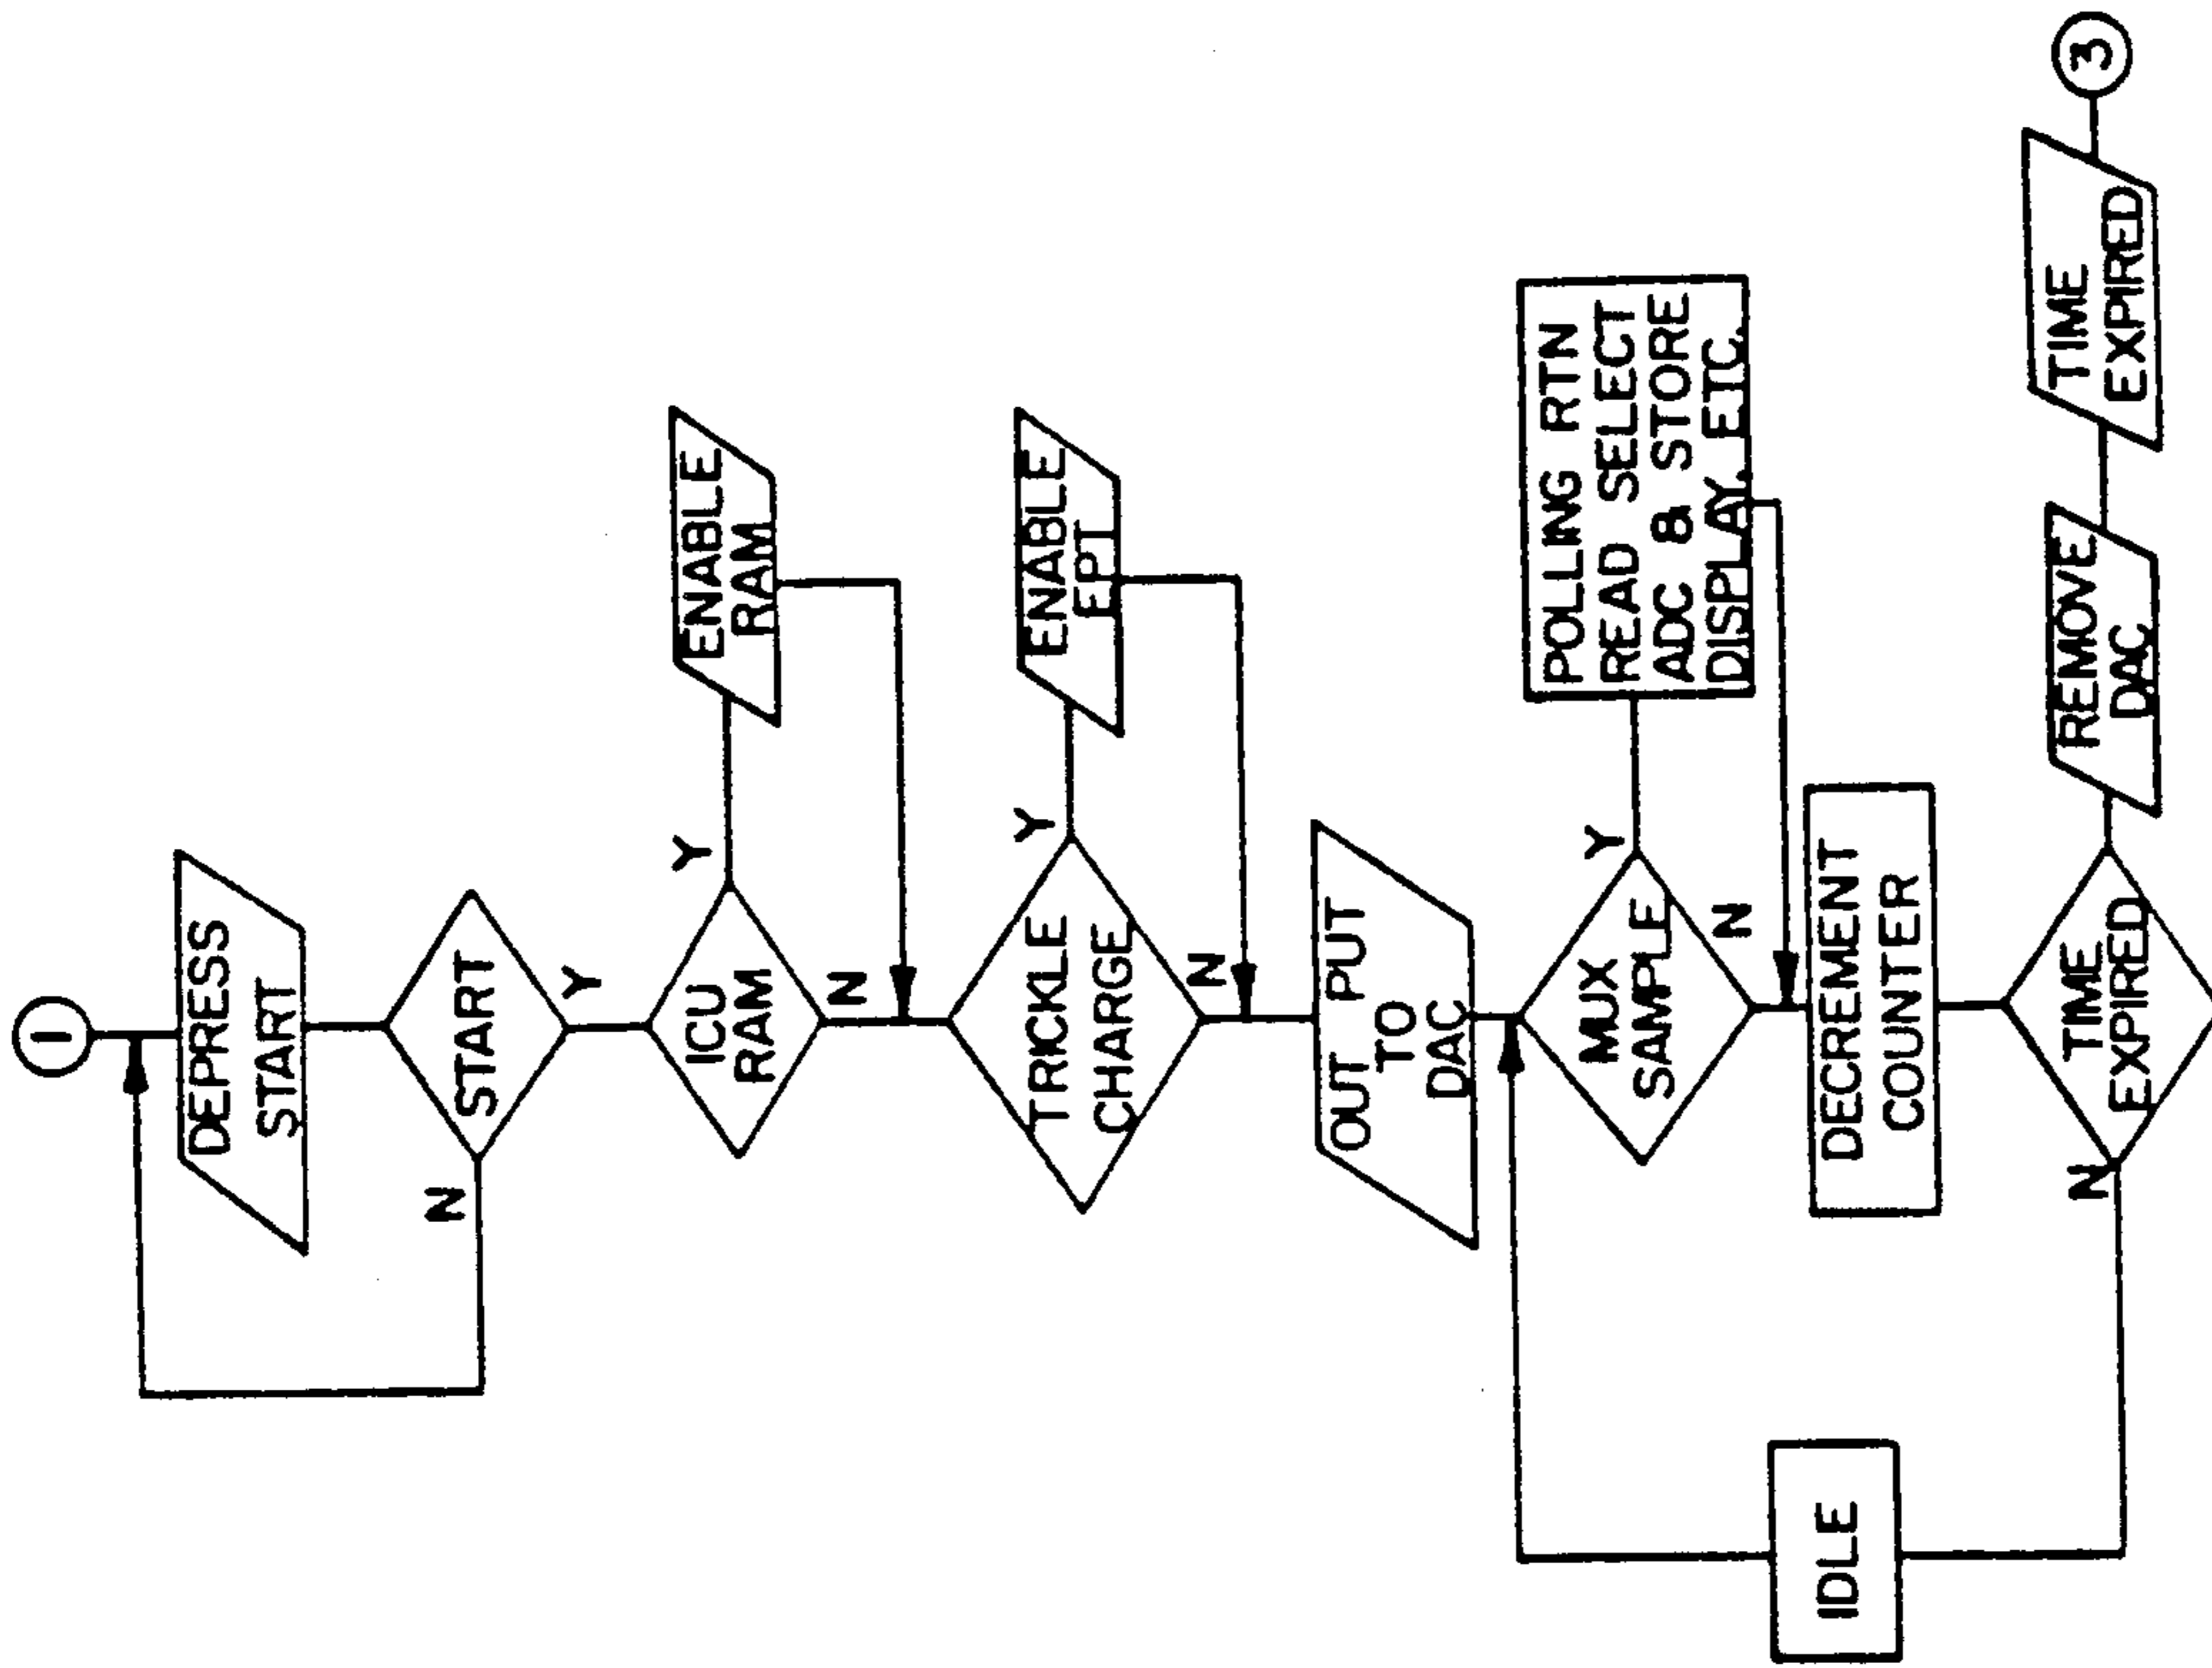 1
DEPRESS
START
START
N
Y
ICU
RAM
Y
ENABLE
RAM
N
TRICKLE
CHARGE
Y
ENABLE
EPT
N
OUT PUT
TO
DAC
MUX
SAMPLE
Y
POLLING RTN
READ SELECT
ADC & STORE
DISPLAY ETC.
N
DECREMENT
COUNTER
TIME
EXPIRED
N
IDLE
REMOVE
DAC
TIME
EXPIRED
3